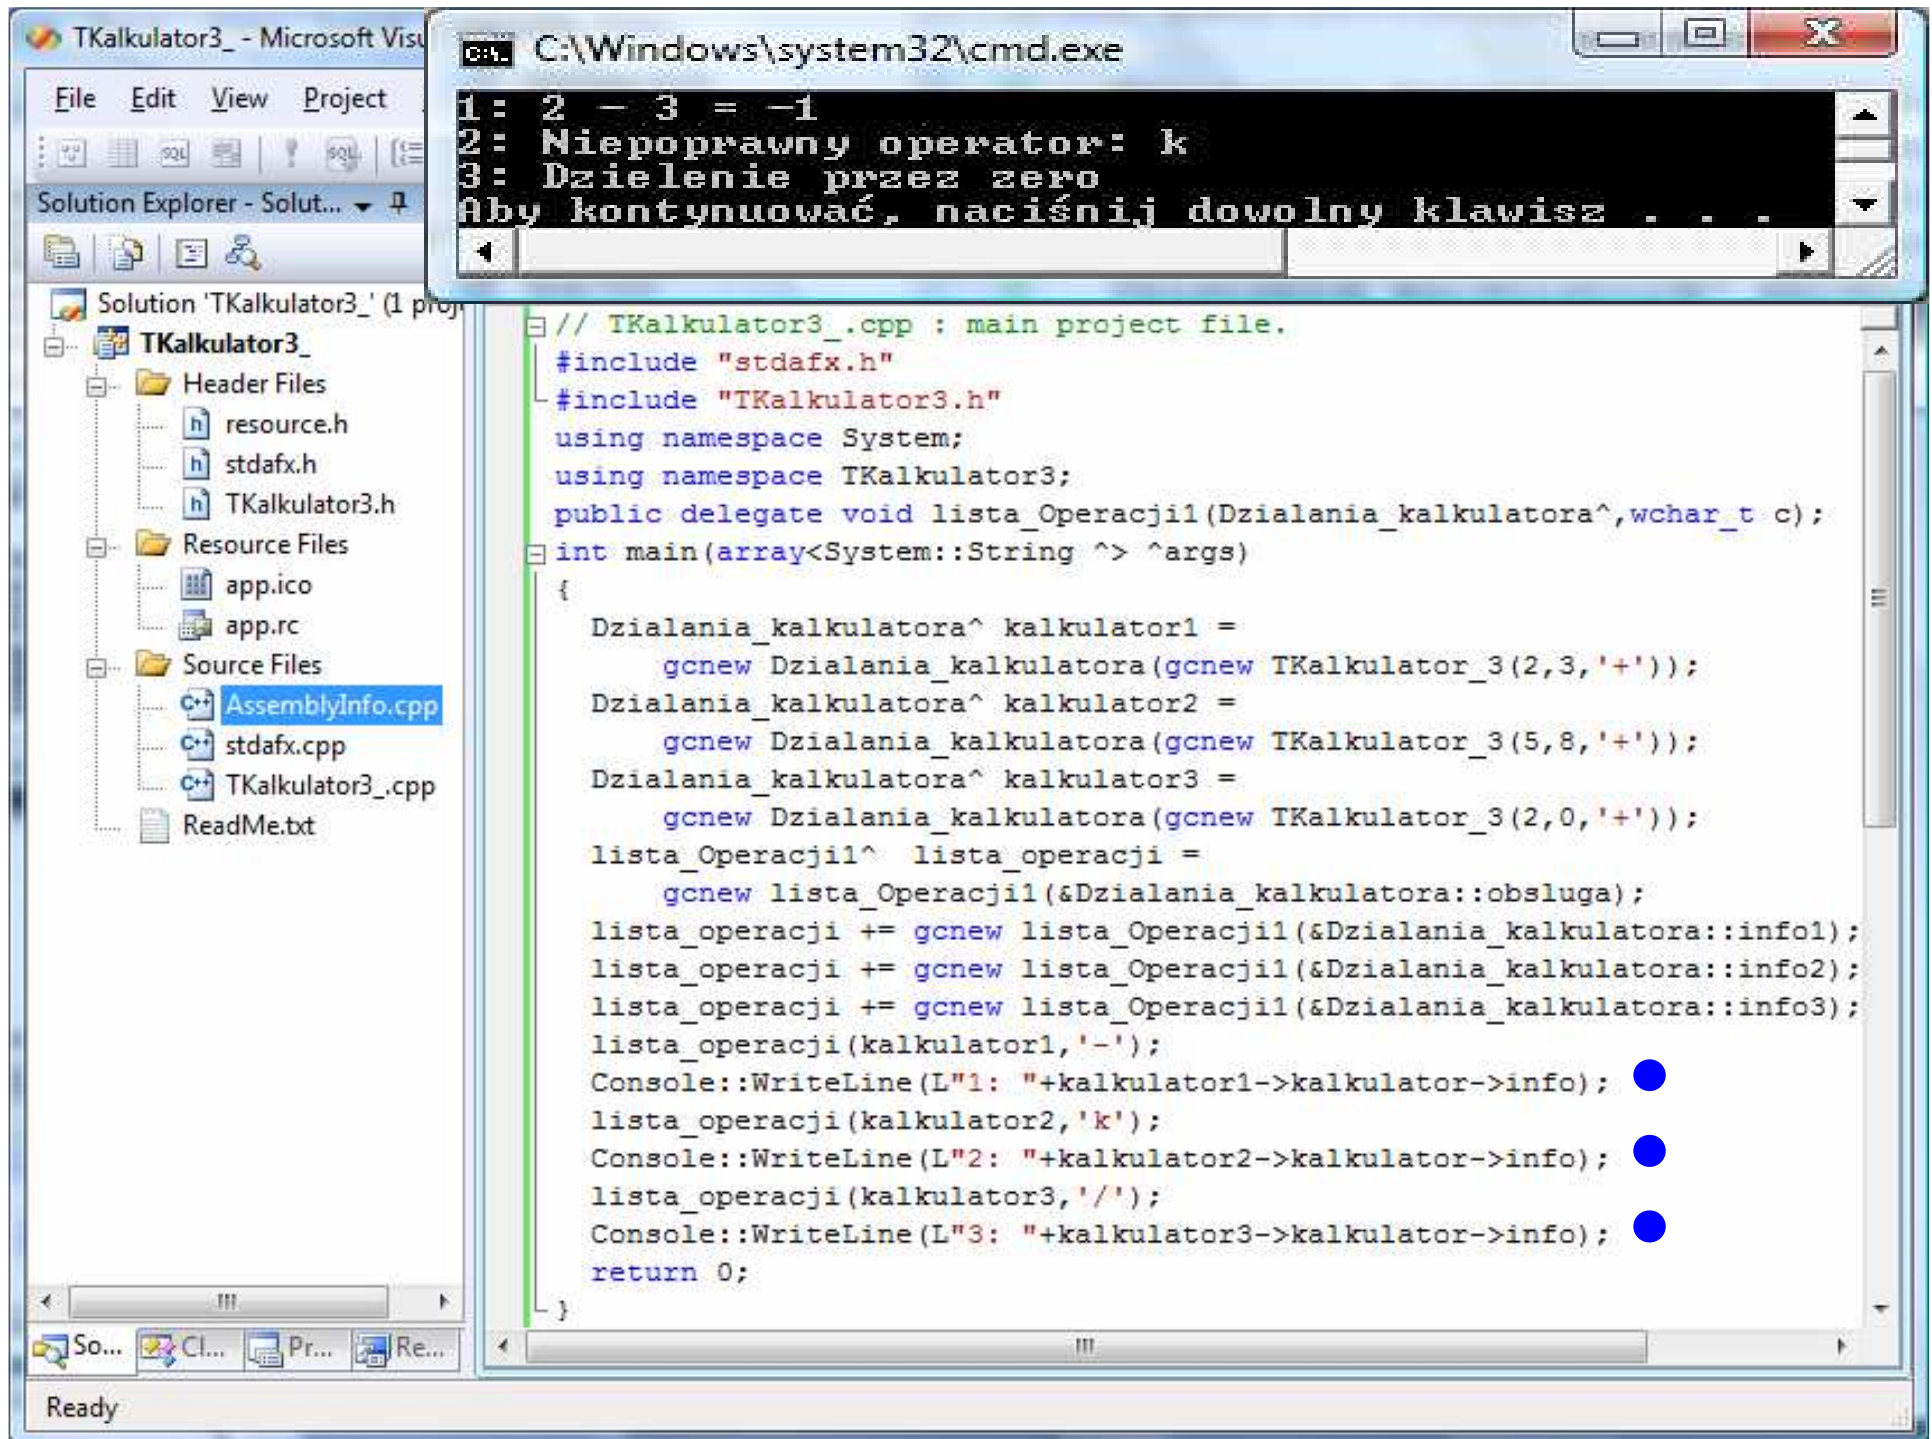 TKalkulator3_ - Microsoft Visu
C:\Windows\system32\cmd.exe
File Edit View Project
1: 2 - 3 = -1
2: Niepoprawny operator: k
3: Dzielenie przez zero
Aby kontynuować, naciśnij dowolny klawisz . . .
Solution Explorer - Solut...
Solution 'TKalkulator3_' (1 proj
TKalkulator3_
Header Files
resource.h
stdafx.h
TKalkulator3.h
Resource Files
app.ico
app.rc
Source Files
AssemblyInfo.cpp
stdafx.cpp
TKalkulator3_.cpp
ReadMe.txt
// TKalkulator3_.cpp : main project file.
#include "stdafx.h"
#include "TKalkulator3.h"
using namespace System;
using namespace TKalkulator3;
public delegate void lista_Operacji1(Dzialania_kalkulatora^,wchar_t c);
int main(array<System::String ^> ^args)
{
Dzialania_kalkulatora^ kalkulator1 =
gcnew Dzialania_kalkulatora(gcnew TKalkulator_3(2,3,'+'));
Dzialania_kalkulatora^ kalkulator2 =
gcnew Dzialania_kalkulatora(gcnew TKalkulator_3(5,8,'+'));
Dzialania_kalkulatora^ kalkulator3 =
gcnew Dzialania_kalkulatora(gcnew TKalkulator_3(2,0,'+'));
lista_Operacji1^ lista_operacji =
gcnew lista_Operacji1(&Dzialania_kalkulatora::obsluga);
lista_operacji += gcnew lista_Operacji1(&Dzialania_kalkulatora::info1);
lista_operacji += gcnew lista_Operacji1(&Dzialania_kalkulatora::info2);
lista_operacji += gcnew lista_Operacji1(&Dzialania_kalkulatora::info3);
lista_operacji(kalkulator1,'-');
Console::WriteLine(L"1: "+kalkulator1->kalkulator->info);
lista_operacji(kalkulator2,'k');
Console::WriteLine(L"2: "+kalkulator2->kalkulator->info);
lista_operacji(kalkulator3,'/');
Console::WriteLine(L"3: "+kalkulator3->kalkulator->info);
return 0;
}
So... Cl... Pr... Re...
Ready